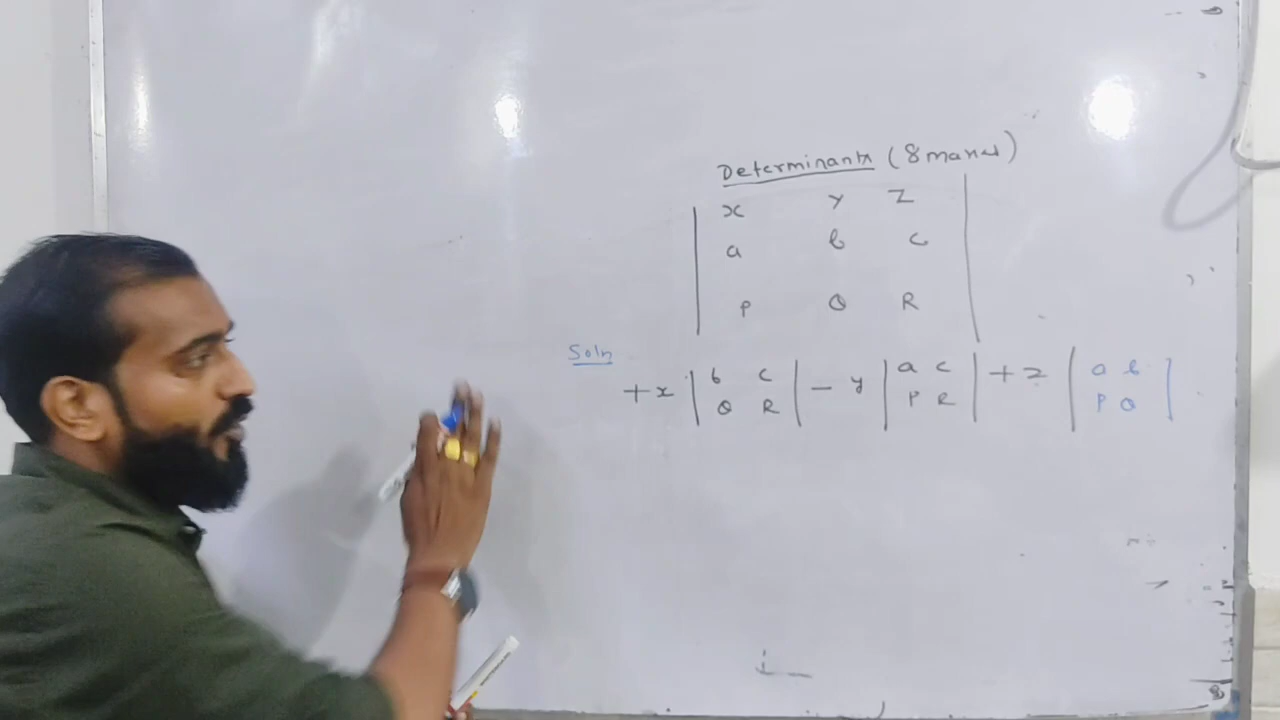 Determinants (8 marks)
x y z
a b c
P Q R
Soln
+x | b c | - y | a c | + z | a b |
| Q R | | P R | | P Q |